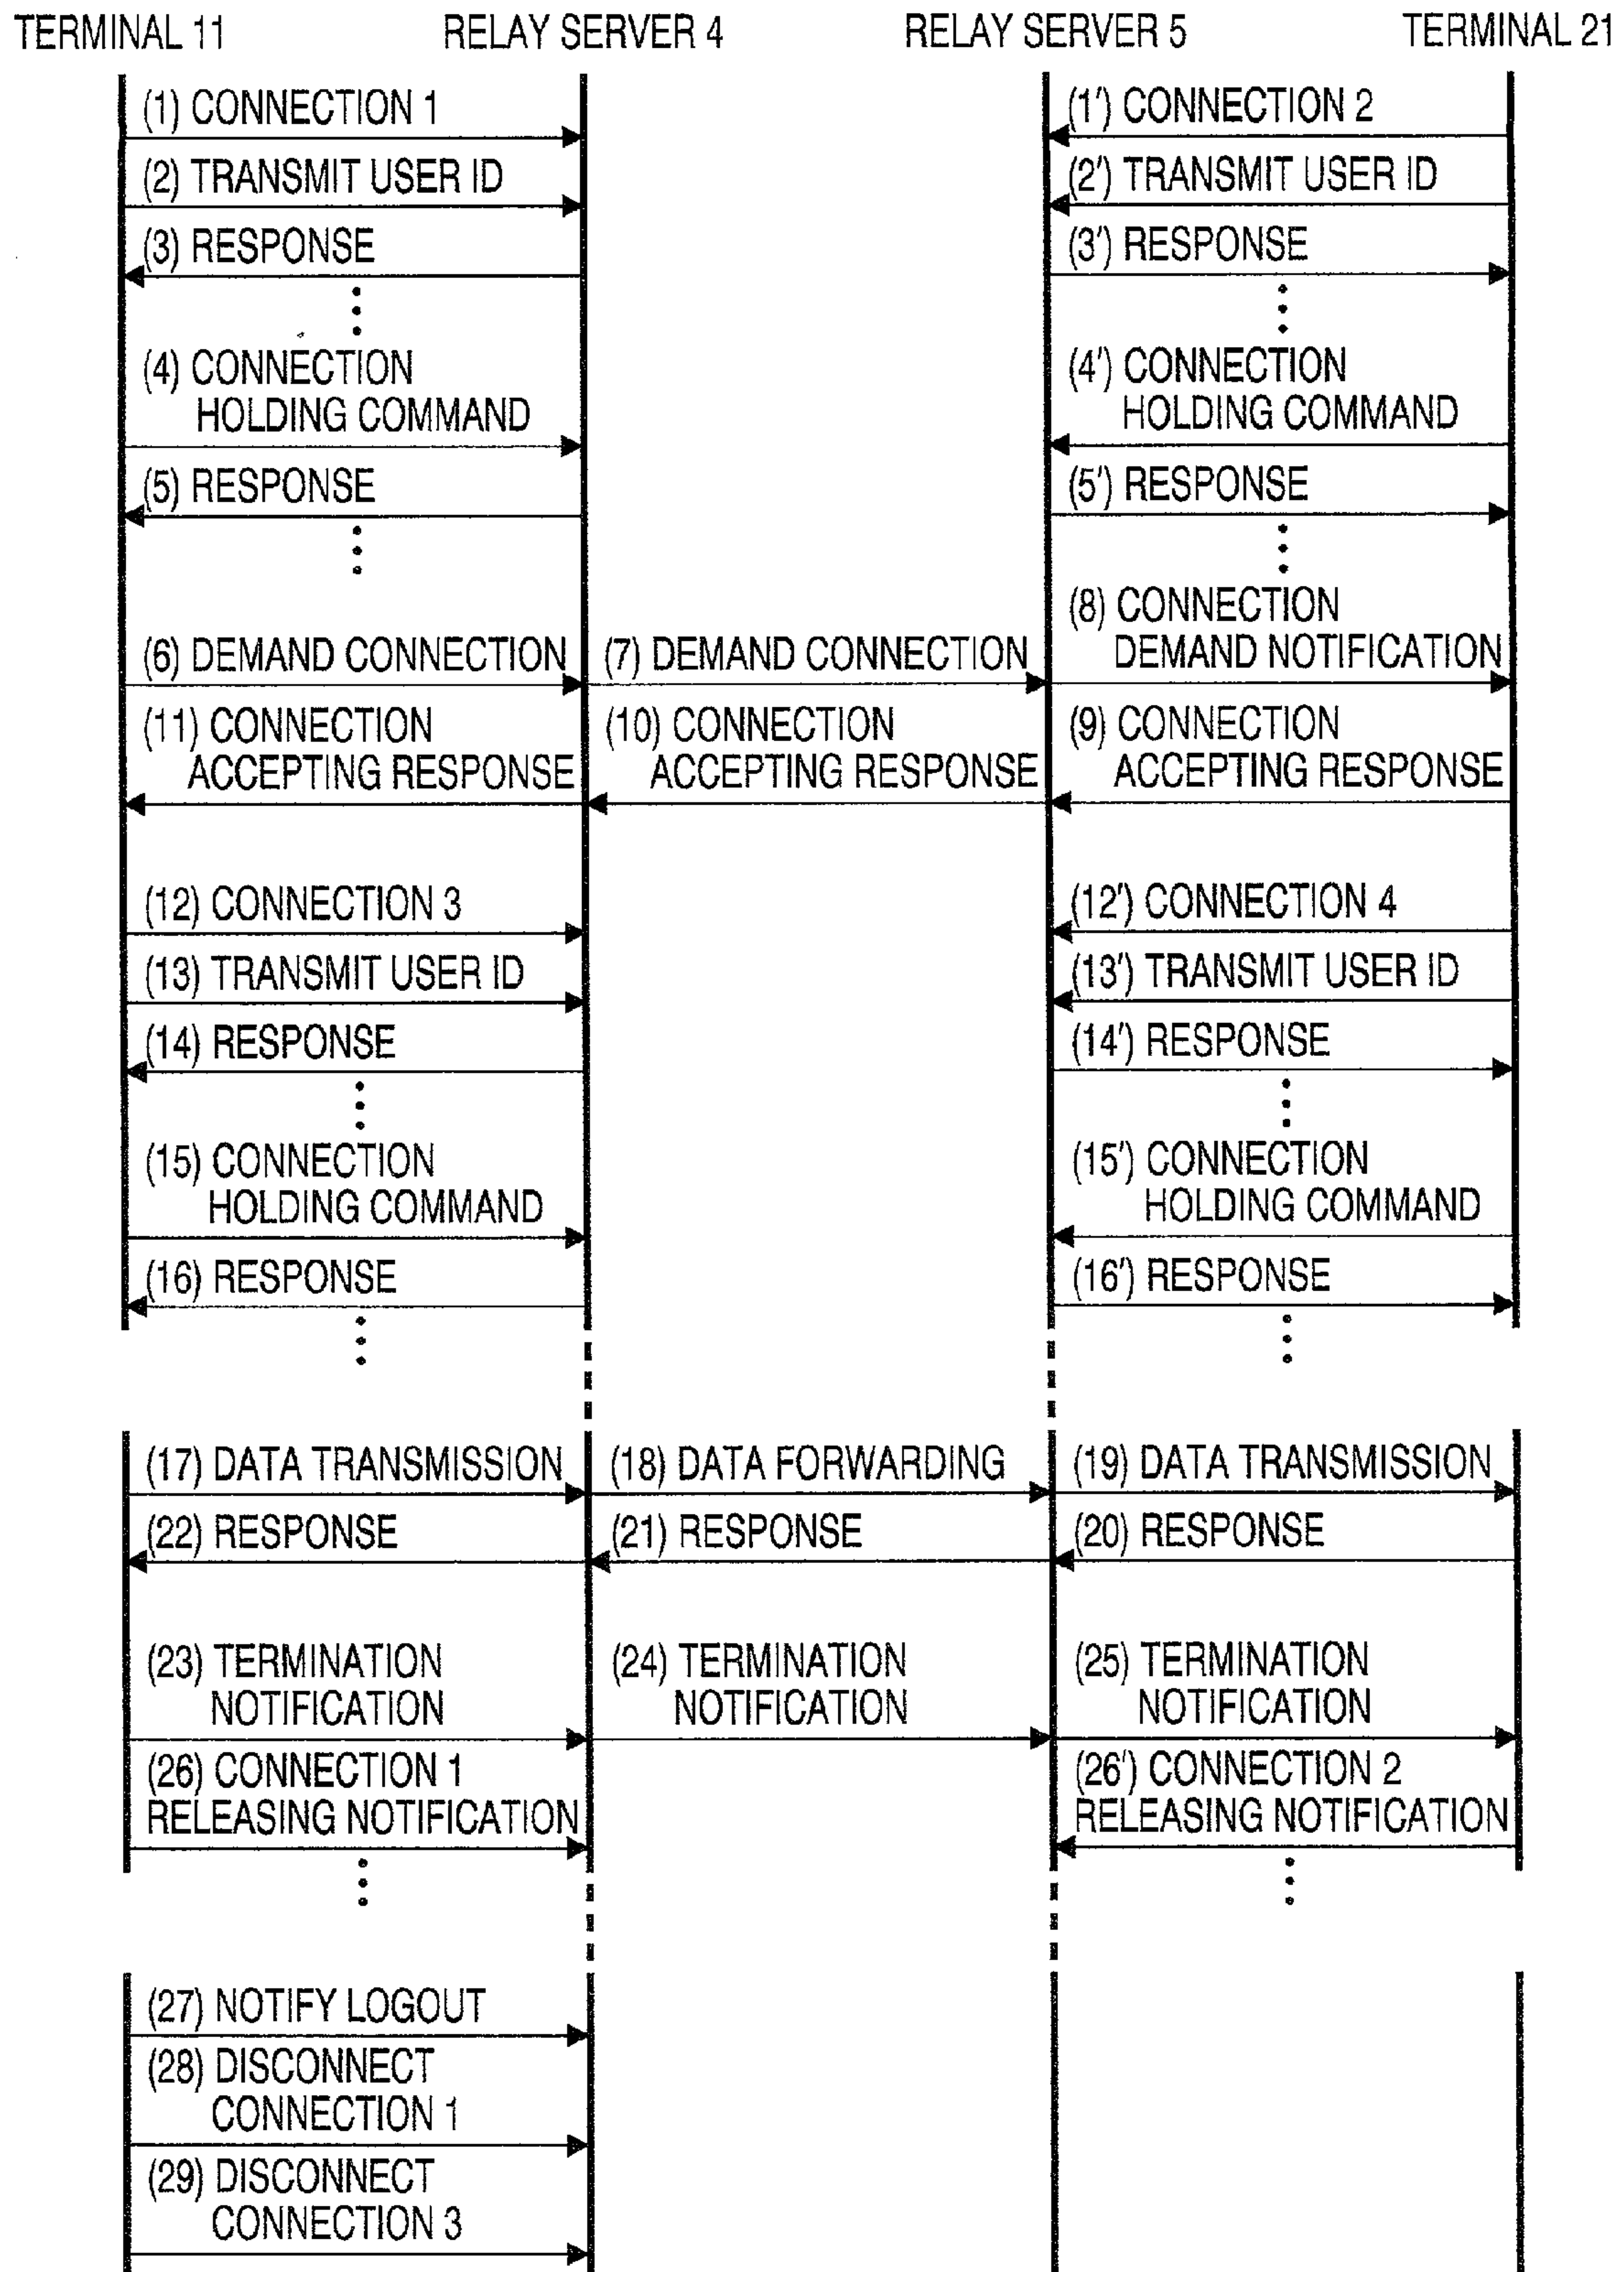 TERMINAL 11
RELAY SERVER 4
RELAY SERVER 5
TERMINAL 21
(1) CONNECTION 1
(1') CONNECTION 2
(2) TRANSMIT USER ID
(2') TRANSMIT USER ID
(3) RESPONSE
(3') RESPONSE
(4) CONNECTION
HOLDING COMMAND
(4') CONNECTION
HOLDING COMMAND
(5) RESPONSE
(5') RESPONSE
(6) DEMAND CONNECTION
(7) DEMAND CONNECTION
(8) CONNECTION
DEMAND NOTIFICATION
(11) CONNECTION
ACCEPTING RESPONSE
(10) CONNECTION
ACCEPTING RESPONSE
(9) CONNECTION
ACCEPTING RESPONSE
(12) CONNECTION 3
(12') CONNECTION 4
(13) TRANSMIT USER ID
(13') TRANSMIT USER ID
(14) RESPONSE
(14') RESPONSE
(15) CONNECTION
HOLDING COMMAND
(15') CONNECTION
HOLDING COMMAND
(16) RESPONSE
(16') RESPONSE
(17) DATA TRANSMISSION
(18) DATA FORWARDING
(19) DATA TRANSMISSION
(22) RESPONSE
(21) RESPONSE
(20) RESPONSE
(23) TERMINATION
NOTIFICATION
(24) TERMINATION
NOTIFICATION
(25) TERMINATION
NOTIFICATION
(26) CONNECTION 1
RELEASING NOTIFICATION
(26') CONNECTION 2
RELEASING NOTIFICATION
(27) NOTIFY LOGOUT
(28) DISCONNECT
CONNECTION 1
(29) DISCONNECT
CONNECTION 3